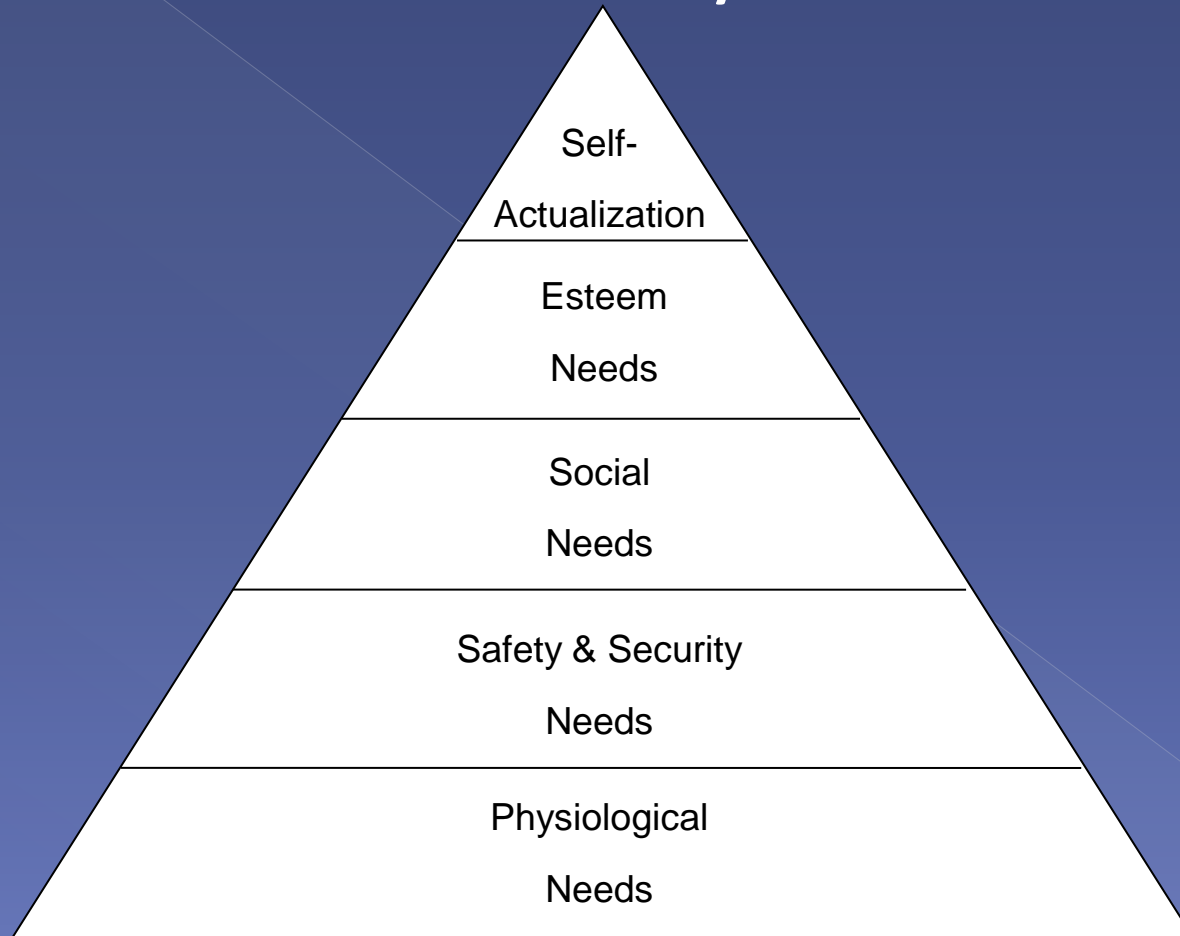 Self-
Actualization
Esteem
Needs
Social
Needs
Safety & Security
Needs
Physiological
Needs